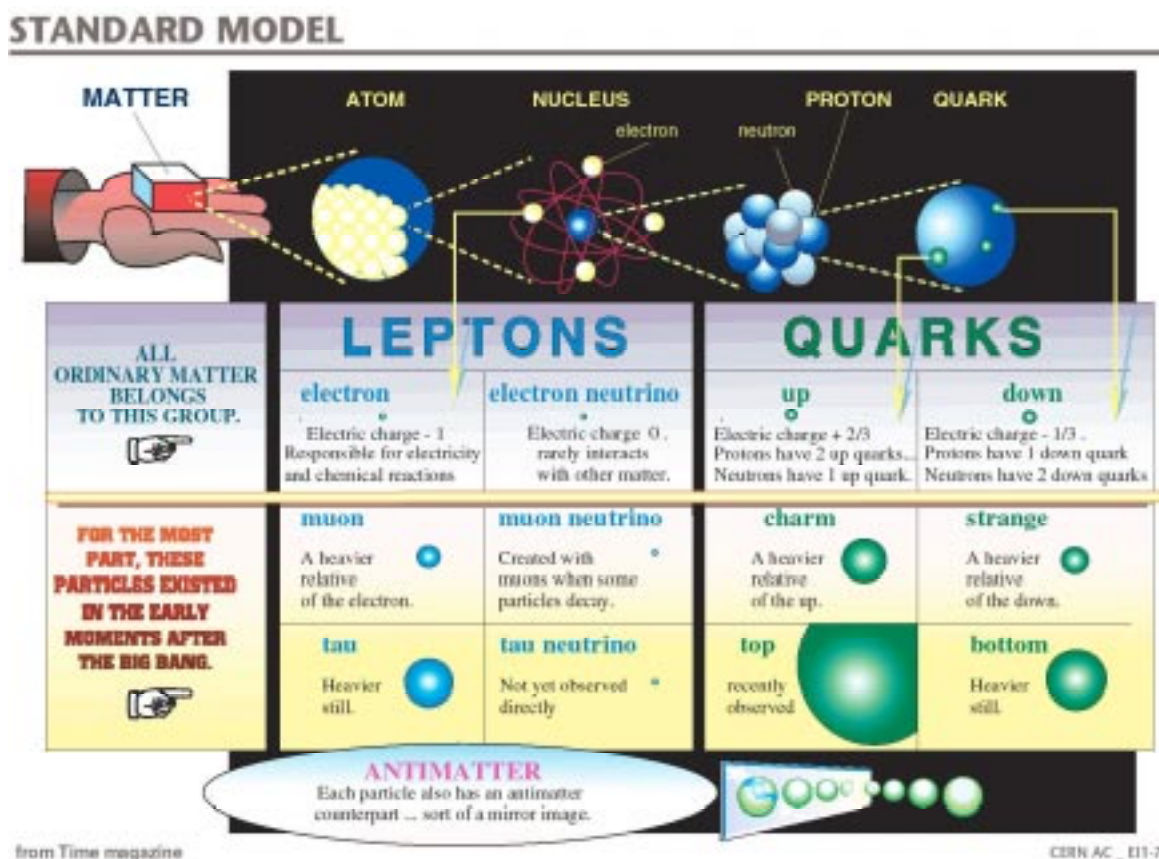 STANDARD MODEL
MATTER
ATOM
NUCLEUS
PROTON
QUARK
electron
neutron
ALL
ORDINARY MATTER
BELONGS
TO THIS GROUP.
LEPTONS
electron
Electric charge - 1
Responsible for electricity
and chemical reactions
electron neutrino
Electric charge 0 .
rarely interacts
with other matter.
QUARKS
up
Electric charge + 2/3
Protons have 2 up quarks...
Neutrons have 1 up quark.
down
Electric charge - 1/3 .
Protons have 1 down quark
Neutrons have 2 down quarks
FOR THE MOST
PART, THESE
PARTICLES EXISTED
IN THE EARLY
MOMENTS AFTER
THE BIG BANG.
muon
A heavier
relative
of the electron.
muon neutrino
Created with
muons when some
particles decay.
charm
A heavier
relative
of the up.
strange
A heavier
relative
of the down.
tau
Heavier
still.
tau neutrino
Not yet observed
directly
top
recently
observed
bottom
Heavier
still.
ANTIMATTER
Each particle also has an antimatter
counterpart ... sort of a mirror image.
from Time magazine
CERN AC _